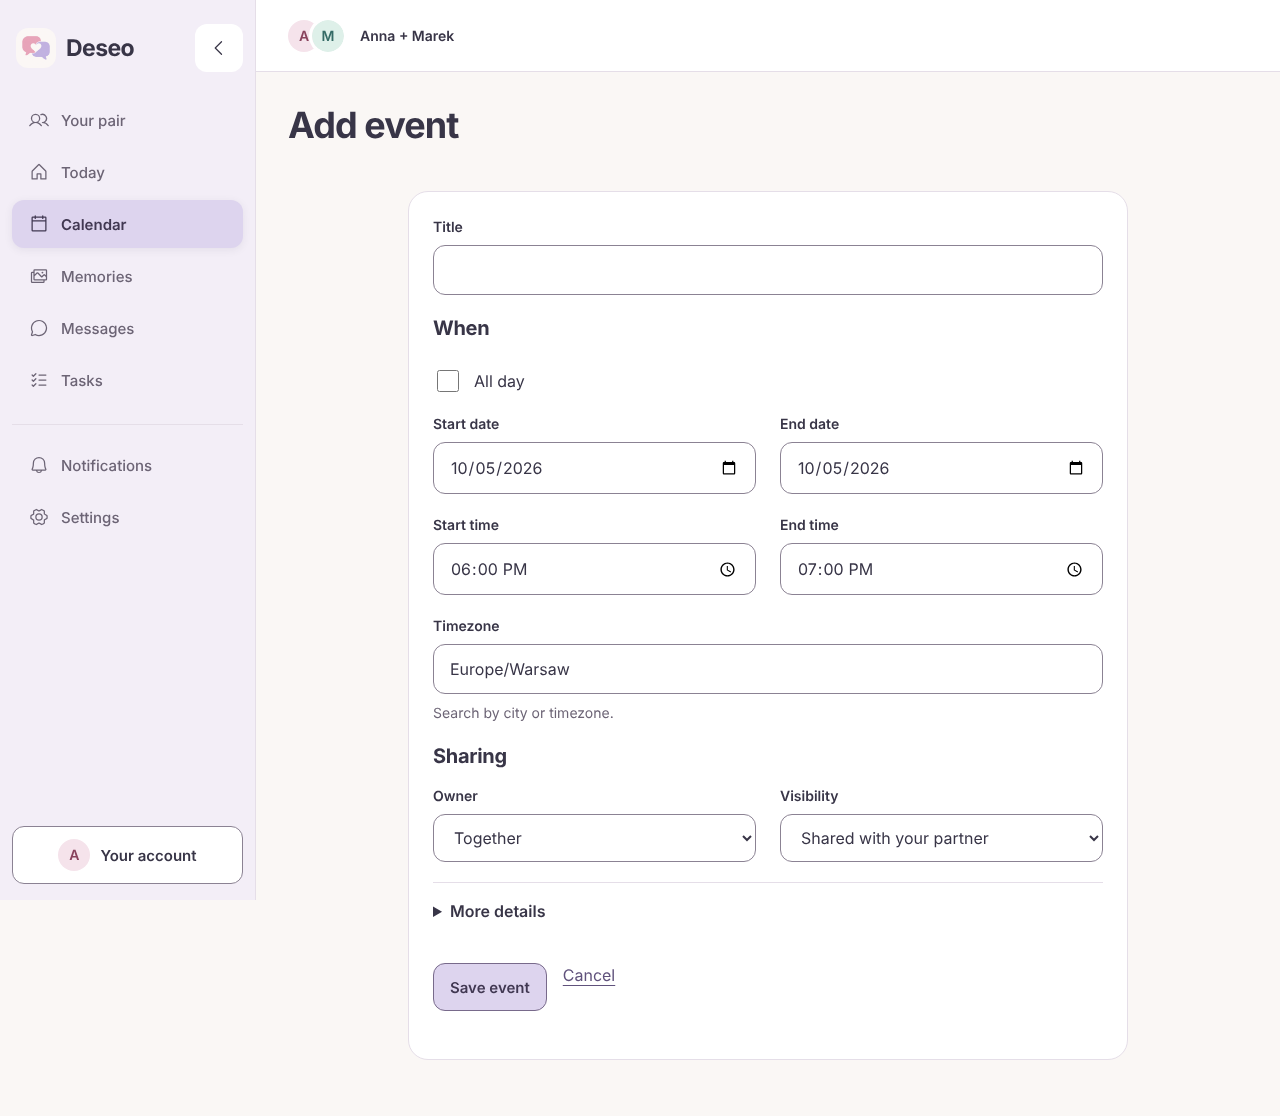 Deseo
Your pair
Today
Calendar
Memories
Messages
Tasks
Notifications
Settings
A Your account
A M Anna + Marek
Add event
Title
When
All day
Start date End date
10/05/2026 10/05/2026
Start time End time
06:00 PM 07:00 PM
Timezone
Europe/Warsaw
Search by city or timezone.
Sharing
Owner Visibility
Together Shared with your partner
More details
Save event Cancel